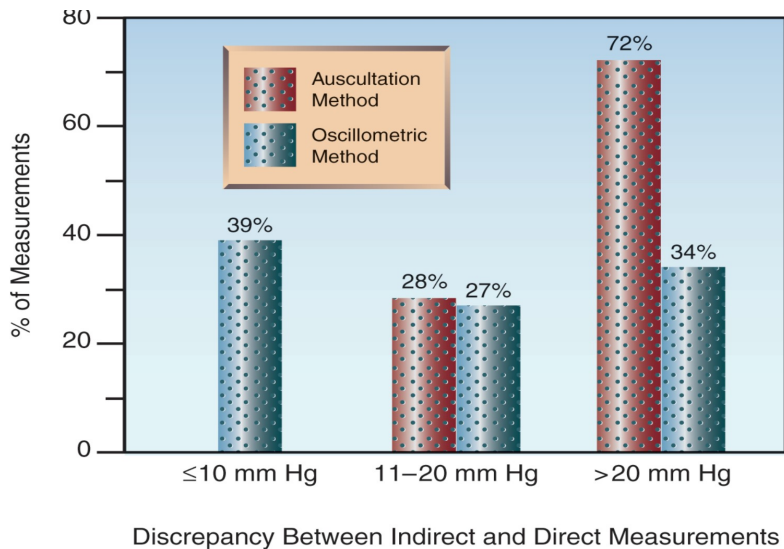 80
60
40
20
0
% of Measurements
Auscultation
Method
Oscillometric
Method
39%
28%
27%
72%
34%
≤10 mm Hg
11–20 mm Hg
>20 mm Hg
Discrepancy Between Indirect and Direct Measurements